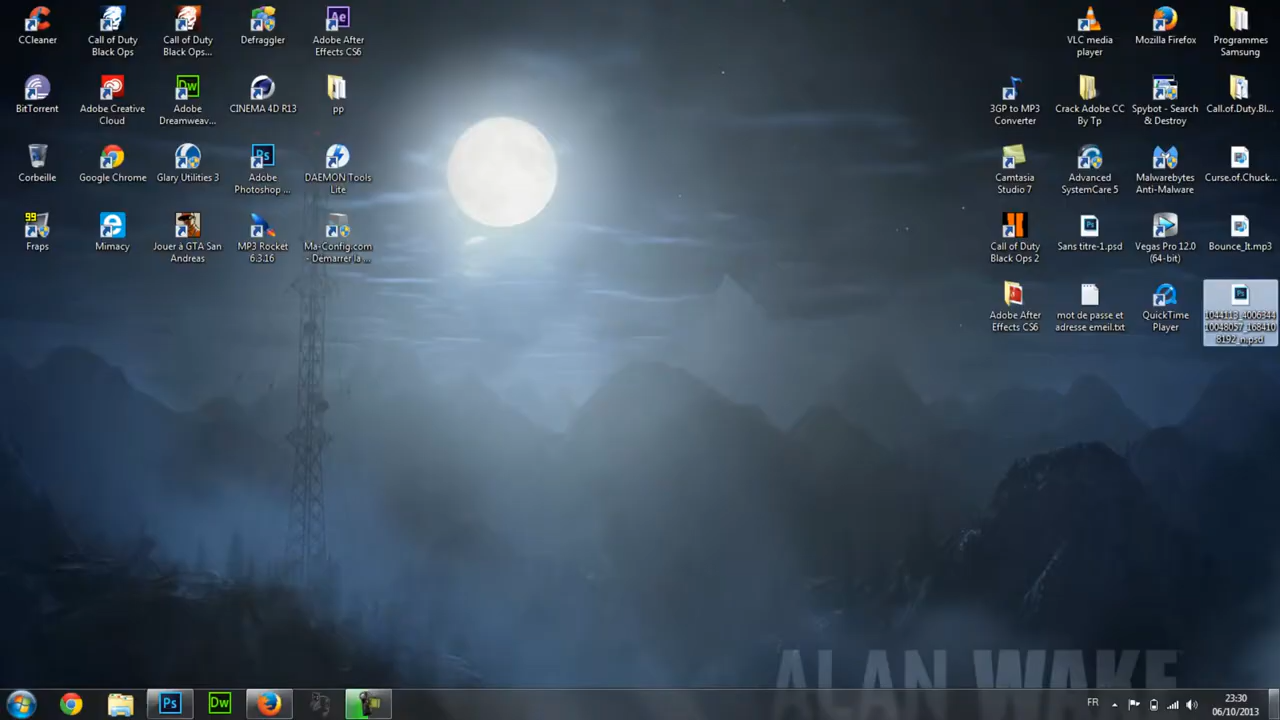 CCleaner
Call of Duty
Black Ops
Call of Duty
Black Ops...
Defraggler
Adobe After
Effects CS6
BitTorrent
Adobe Creative
Cloud
Adobe
Dreamweav...
CINEMA 4D R13
pp
Corbeille
Google Chrome
Glary Utilities 3
Adobe
Photoshop ...
DAEMON Tools
Lite
99
Fraps
Mimacy
Jouer à GTA San
Andreas
MP3 Rocket
6.3.16
Ma-Config.com
- Démarrer la ...
VLC media
player
Mozilla Firefox
Programmes
Samsung
3GP to MP3
Converter
Crack Adobe CC
By Tp
Spybot - Search
& Destroy
Call.of.Duty.Bl...
Camtasia
Studio 7
Advanced
SystemCare 5
Malwarebytes
Anti-Malware
Curse.of.Chuck...
Call of Duty
Black Ops 2
Sans titre-1.psd
Vegas Pro 12.0
(64-bit)
Bounce_It.mp3
Adobe After
Effects CS6
mot de passe et
adresse emeil.txt
QuickTime
Player
ALAN WAKE
FR
23:30
06/10/2013